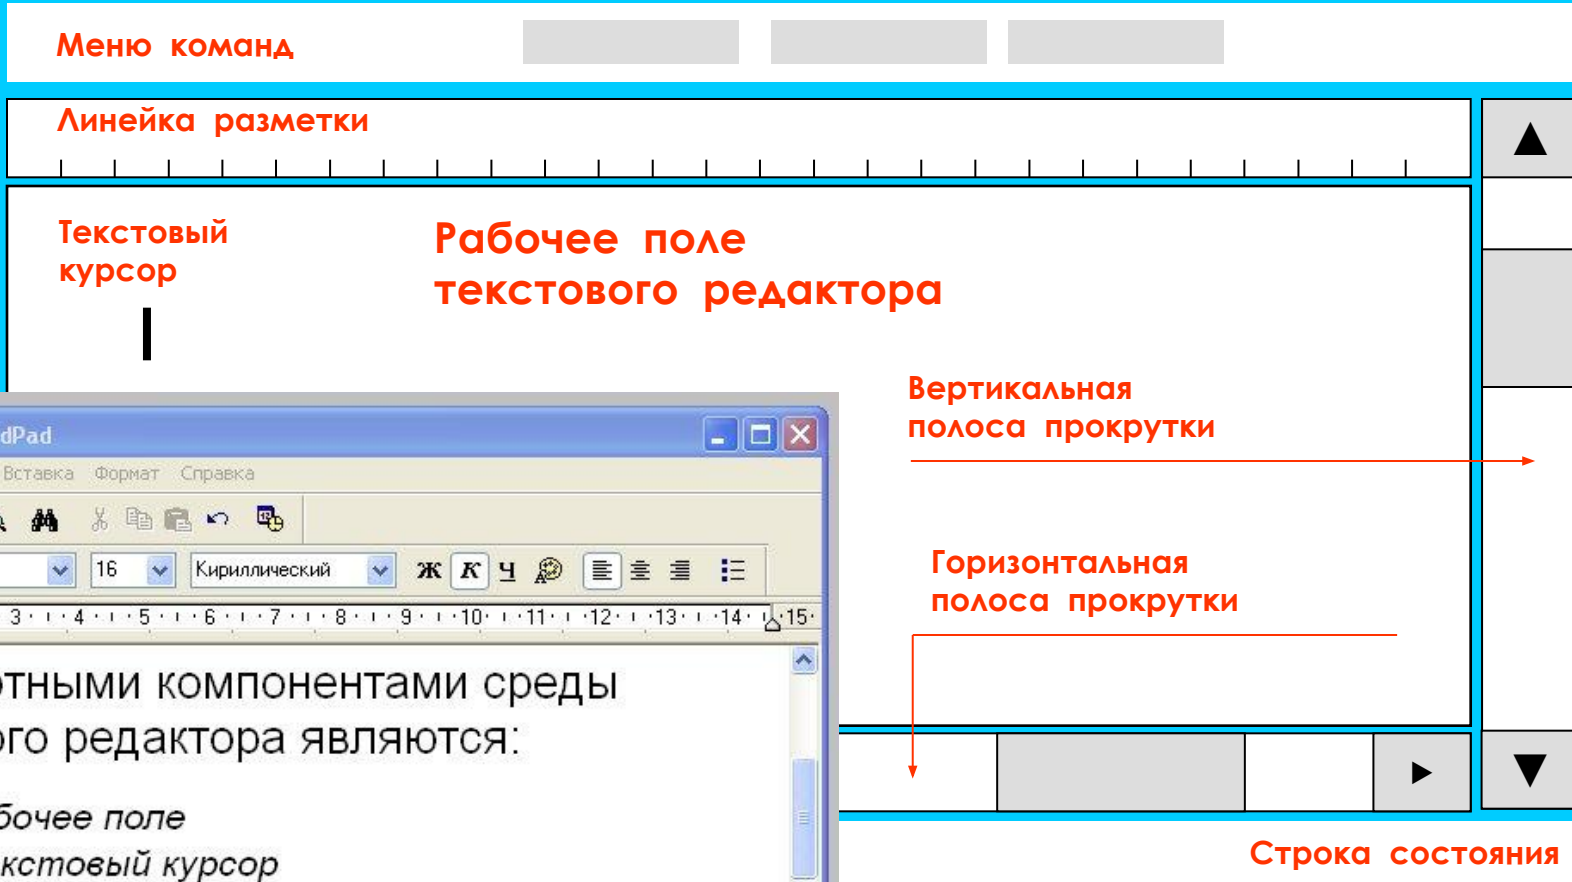 Меню команд
Линейка разметки
Текстовый
курсор
Рабочее поле
текстового редактора
Вертикальная
полоса прокрутки
Горизонтальная
полоса прокрутки
dPad
Вставка Формат Справка
16 Кириллический Ж К Ч
3 4 5 6 7 8 9 10 11 12 13 14 15
тными компонентами среды
ого редактора являются:
бочее поле
кстовый курсор
Строка состояния